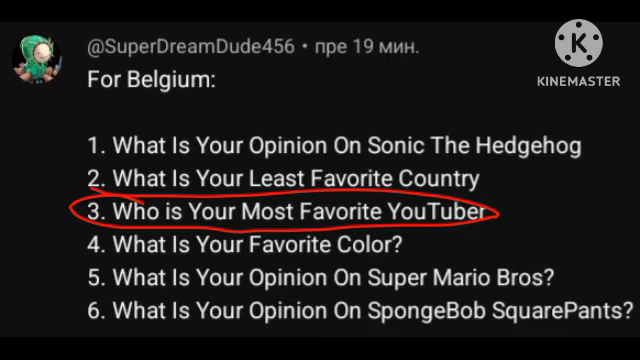 @SuperDreamDude456 • пре 19 мин.
For Belgium:
1. What Is Your Opinion On Sonic The Hedgehog
2. What Is Your Least Favorite Country
3. Who is Your Most Favorite YouTuber
4. What Is Your Favorite Color?
5. What Is Your Opinion On Super Mario Bros?
6. What Is Your Opinion On SpongeBob SquarePants?
K
KINEMASTER